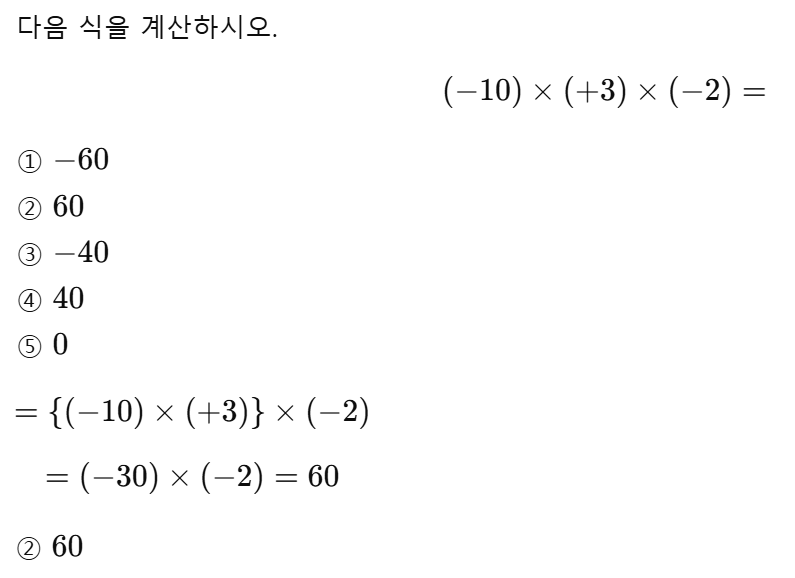 다음 식을 계산하시오.
(−10) × (+3) × (−2) =
① −60
② 60
③ −40
④ 40
⑤ 0
= {(−10) × (+3)} × (−2)
= (−30) × (−2) = 60
② 60